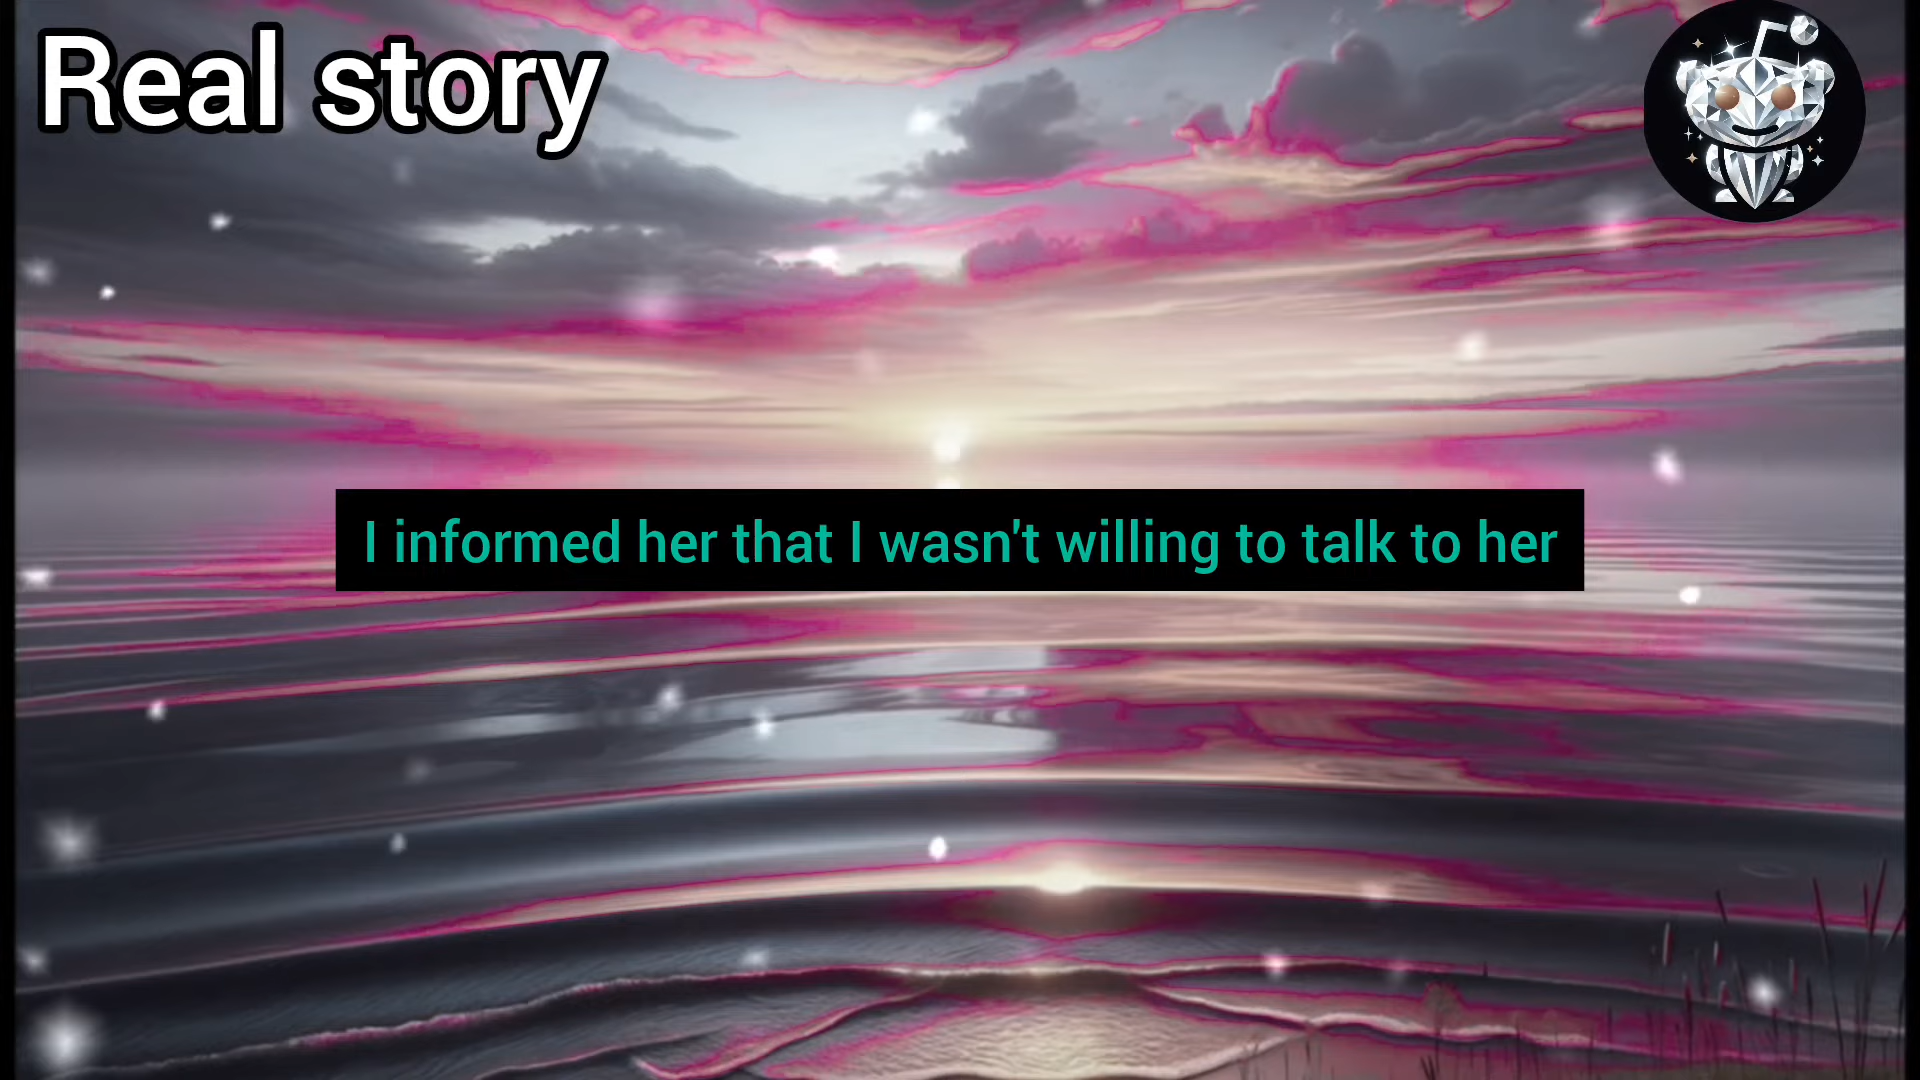 Real story
I informed her that I wasn't willing to talk to her